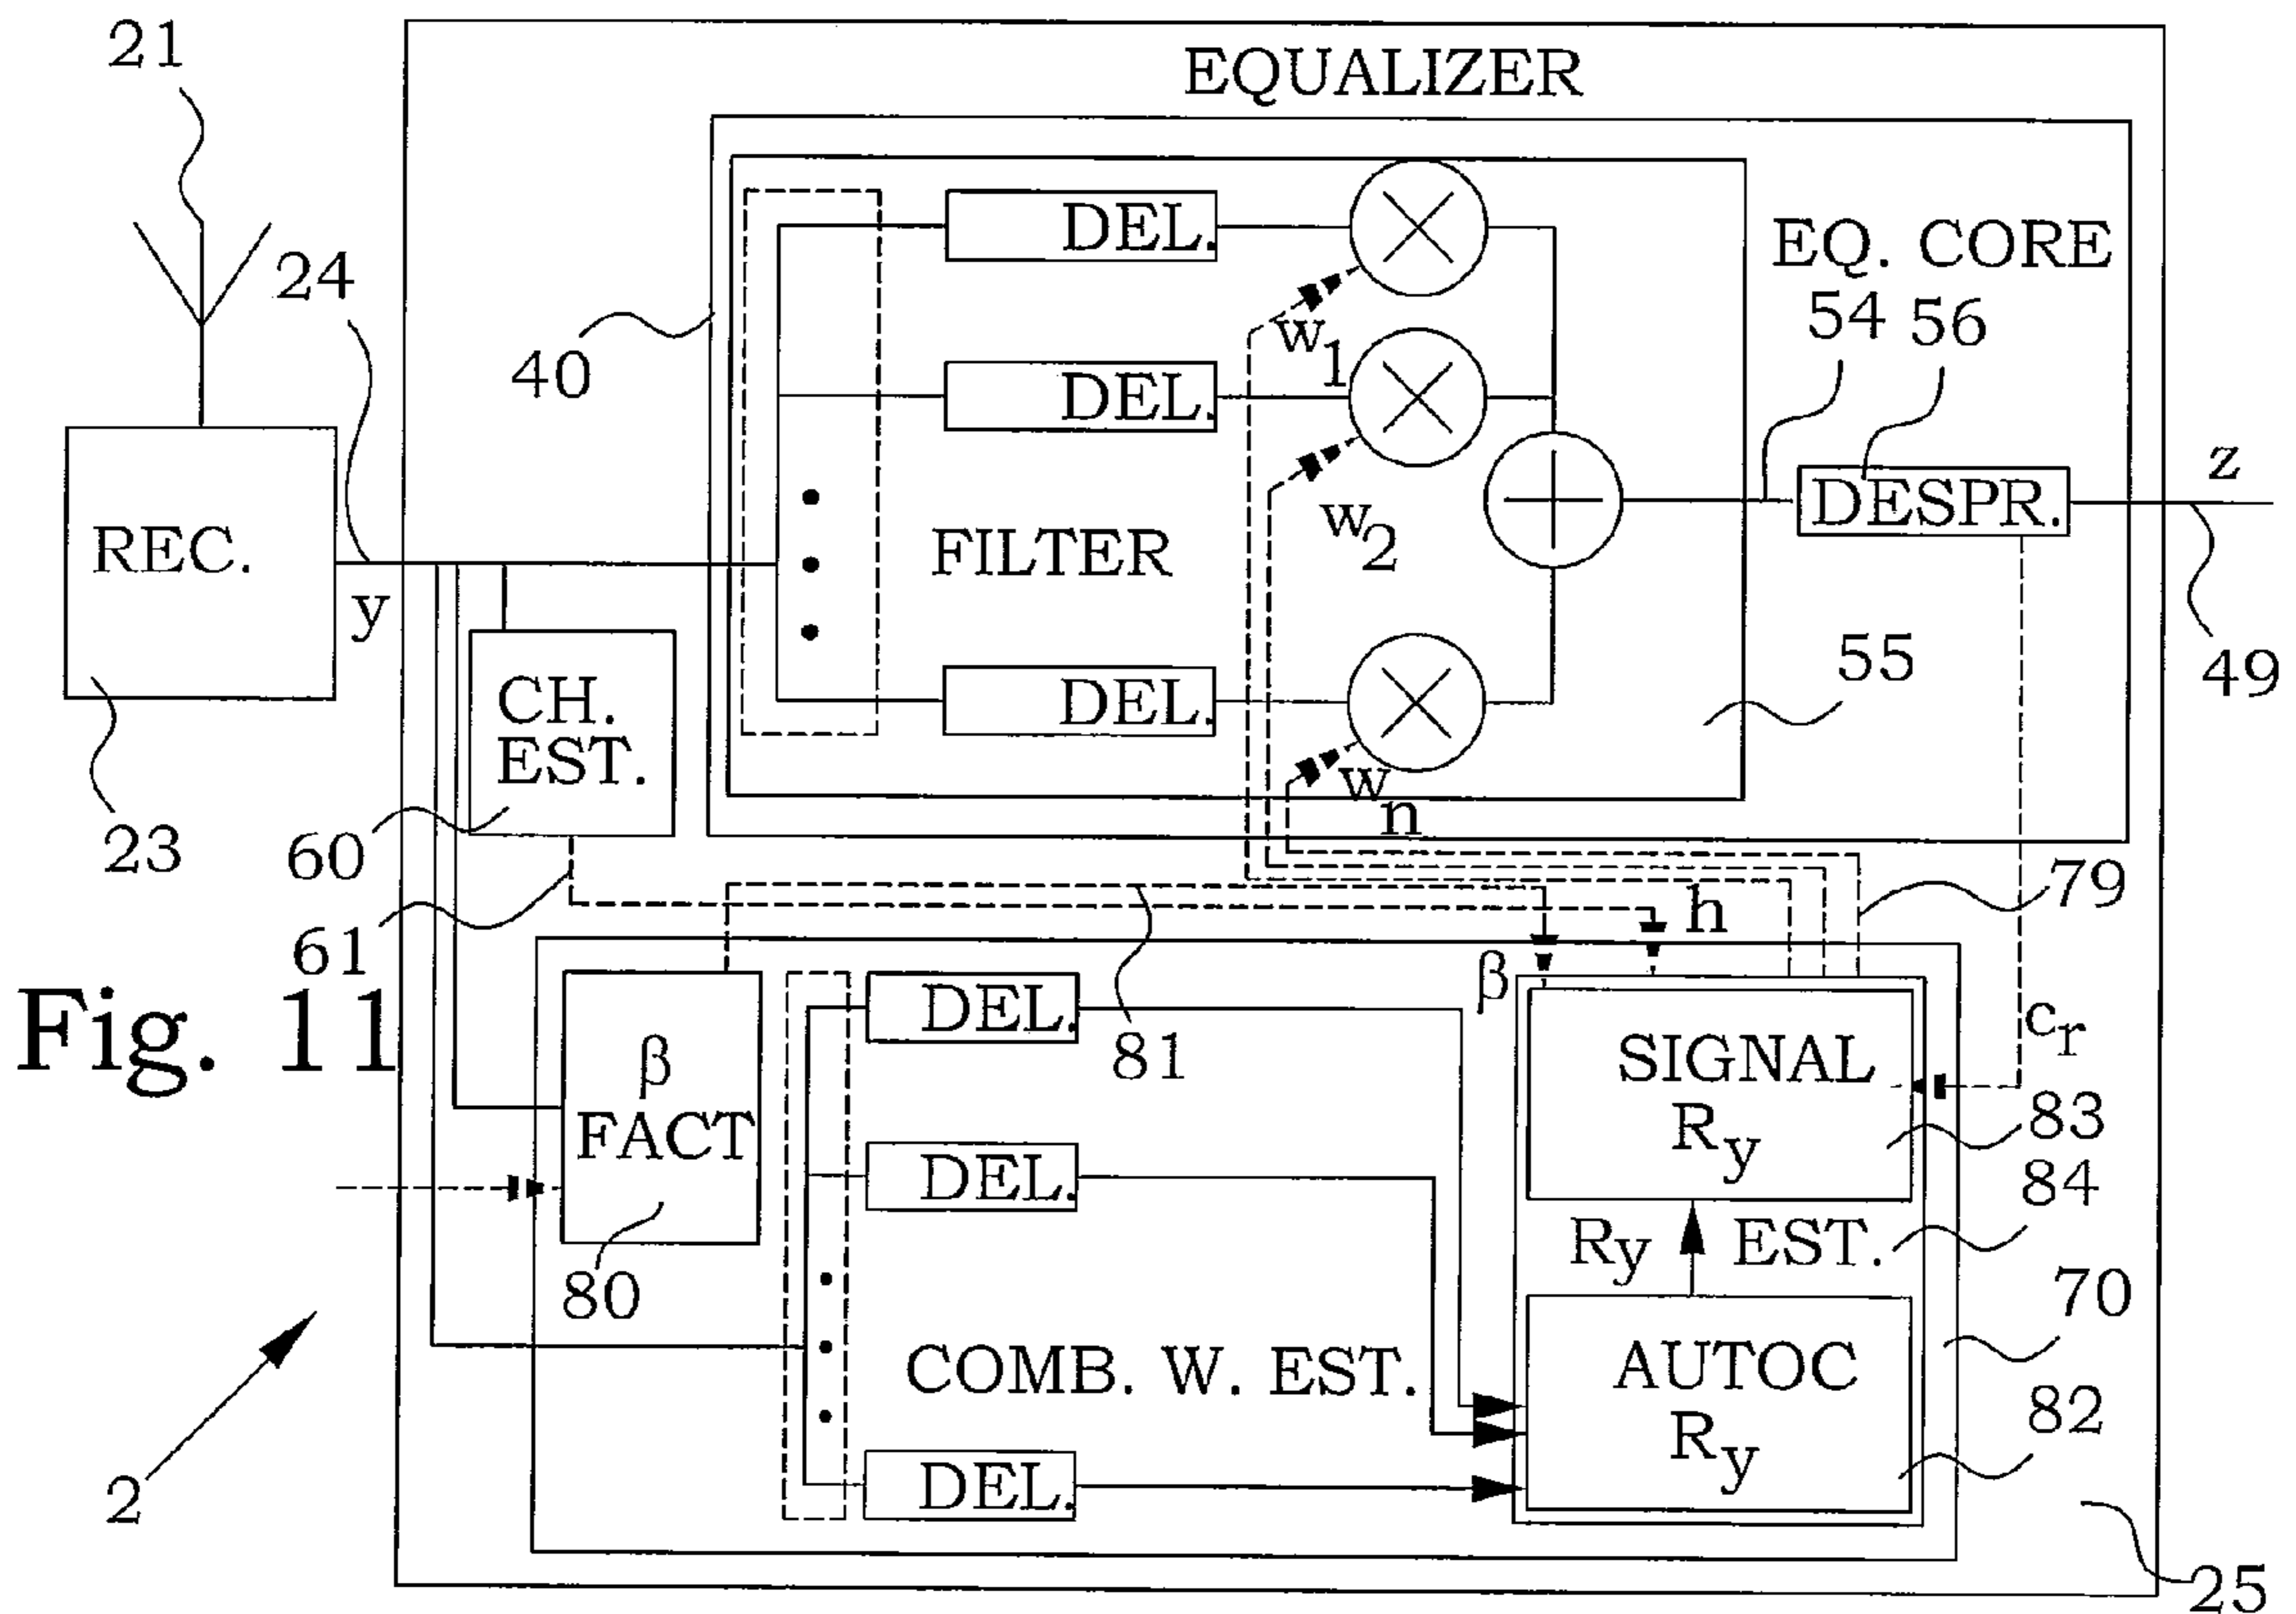 21
EQUALIZER
DEL.
EQ. CORE
24
54
56
40
w1
DEL.
z
DESPR.
REC.
FILTER
w2
y
55
49
CH.
EST.
DEL.
wn
23
60
79
h
61
β
DEL.
Fig. 11
cr
β
FACT
81
SIGNAL
Ry
83
DEL.
84
Ry
EST.
80
70
COMB. W. EST.
AUTOC
Ry
82
2
DEL.
25